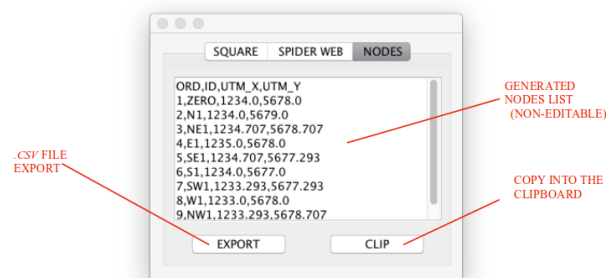 SQUARE SPIDER WEB NODES
ORD,ID,UTM_X,UTM_Y
1,ZERO,1234.0,5678.0
2,N1,1234.0,5679.0
3,NE1,1234.707,5678.707
4,E1,1235.0,5678.0
5,SE1,1234.707,5677.293
6,S1,1234.0,5677.0
7,SW1,1233.293,5677.293
8,W1,1233.0,5678.0
9,NW1,1233.293,5678.707
EXPORT CLIP
GENERATED
NODES LIST
(NON-EDITABLE)
.CSV FILE
EXPORT
COPY INTO THE
CLIPBOARD